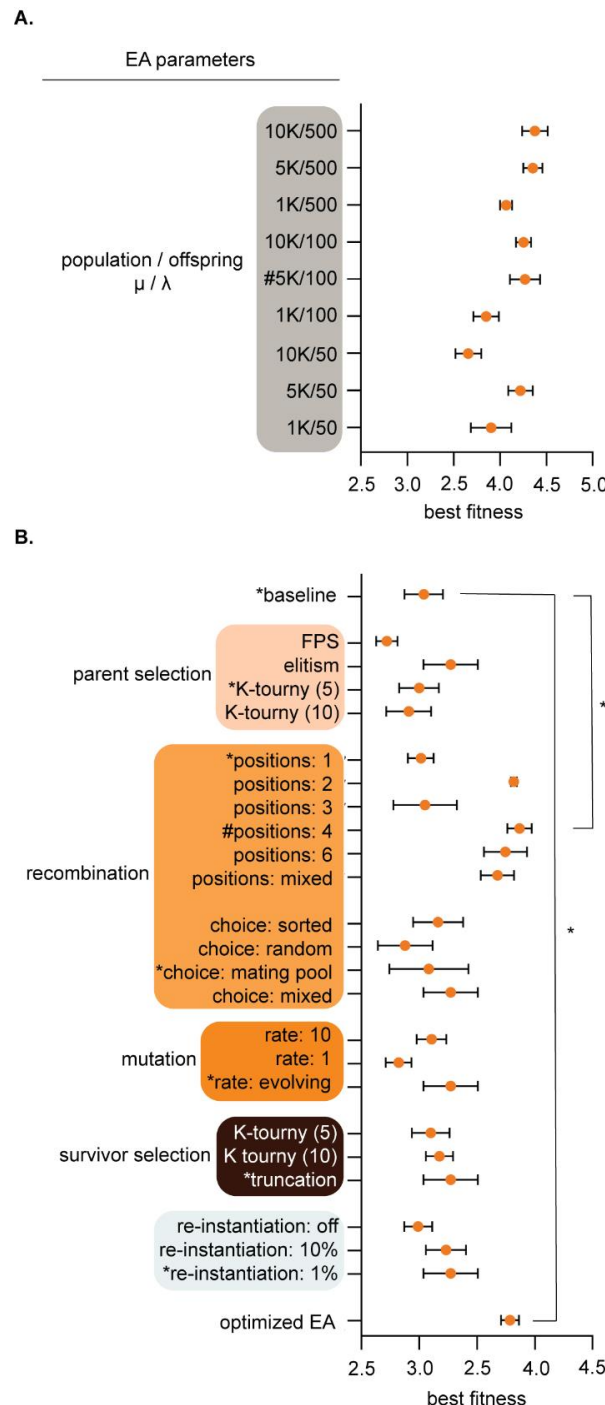 A.
EA parameters
10K/500
5K/500
1K/500
10K/100
population / offspring
µ / λ
#5K/100
1K/100
10K/50
5K/50
1K/50
2.5 3.0 2.5 4.0 4.5 5.0
best fitness
B.
*baseline
FPS
parent selection
elitism
*K-tourny (5)
K-tourny (10)
*
*positions: 1
positions: 2
positions: 3
#positions: 4
positions: 6
recombination
positions: mixed
choice: sorted
*
choice: random
*choice: mating pool
choice: mixed
rate: 10
mutation
rate: 1
*rate: evolving
K-tourny (5)
survivor selection
K tourny (10)
*truncation
re-instantiation: off
re-instantiation: 10%
*re-instantiation: 1%
optimized EA
2.5 3.0 2.5 4.0 4.5
best fitness